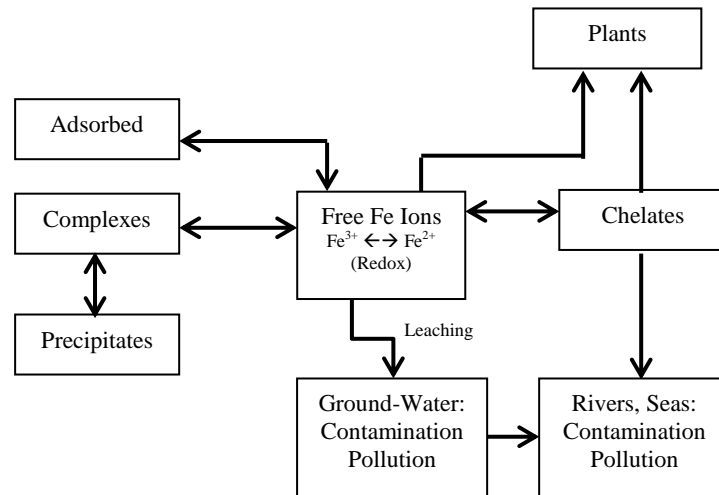 Plants
Adsorbed
Complexes
Free Fe Ions
Fe³⁺ ←→ Fe²⁺
(Redox)
Chelates
Precipitates
Leaching
Ground-Water:
Contamination
Pollution
Rivers, Seas:
Contamination
Pollution